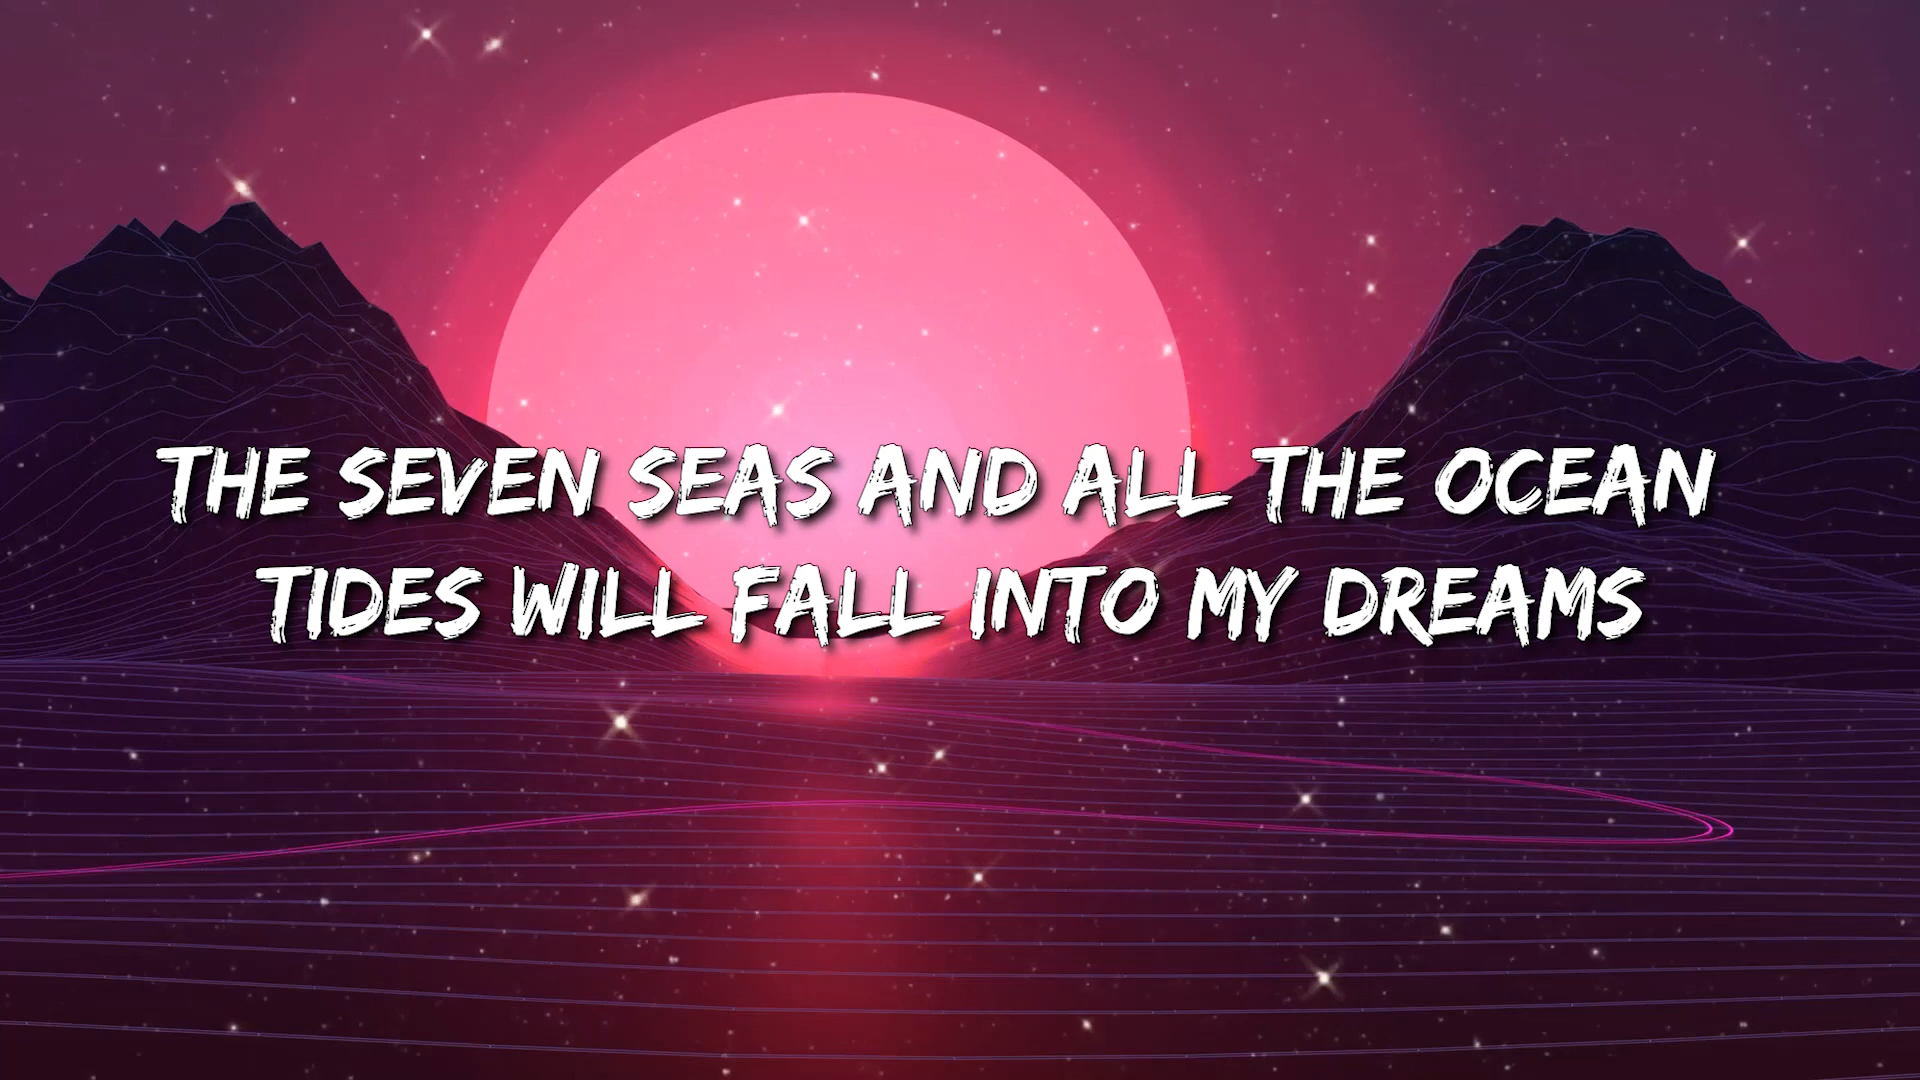 THE SEVEN SEAS AND ALL THE OCEAN
TIDES WILL FALL INTO MY DREAMS